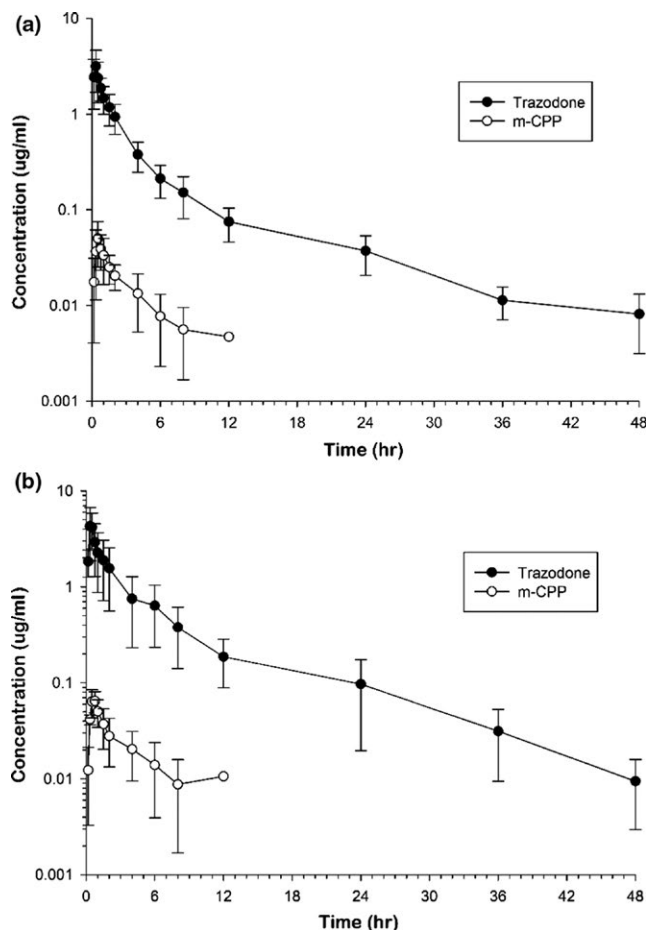 (a)
10
1
0.1
0.01
0.001
Concentration (ug/ml)
Trazodone
m-CPP
0 6 12 18 24 30 36 42 48
Time (hr)
(b)
10
1
0.1
0.01
0.001
Concentration (ug/ml)
Trazodone
m-CPP
0 6 12 18 24 30 36 42 48
Time (hr)